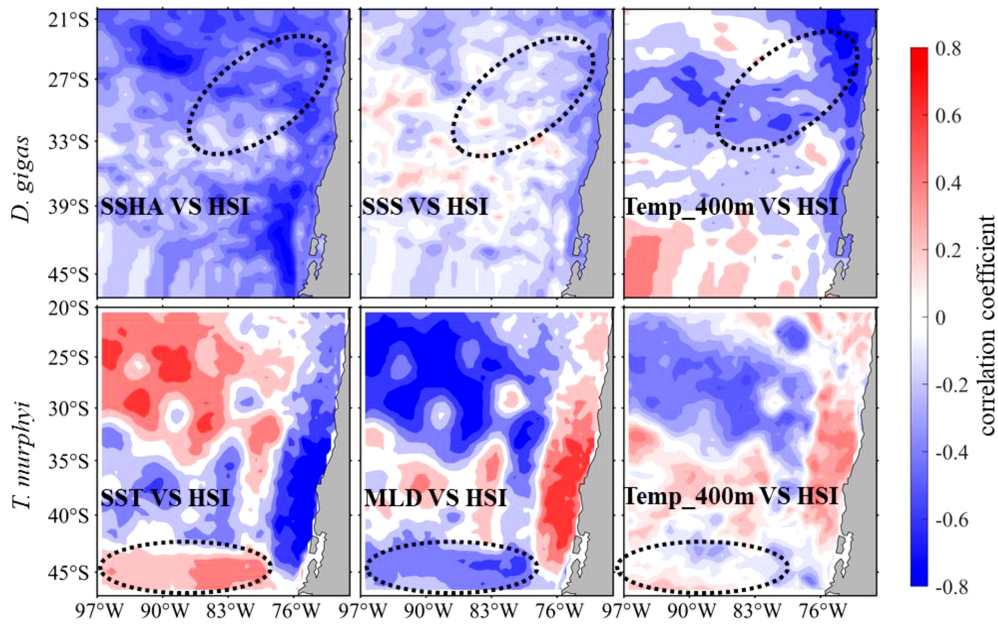 21°S
27°S
33°S
39°S
45°S
D. gigas
SSHA VS HSI
SSS VS HSI
Temp_400m VS HSI
20°S
25°S
30°S
35°S
40°S
45°S
T. murphyi
SST VS HSI
MLD VS HSI
Temp_400m VS HSI
97°W 90°W 83°W 76°W 97°W 90°W 83°W 76°W 97°W 90°W 83°W 76°W
0.8
0.6
0.4
0.2
0
-0.2
-0.4
-0.6
-0.8
correlation coefficient